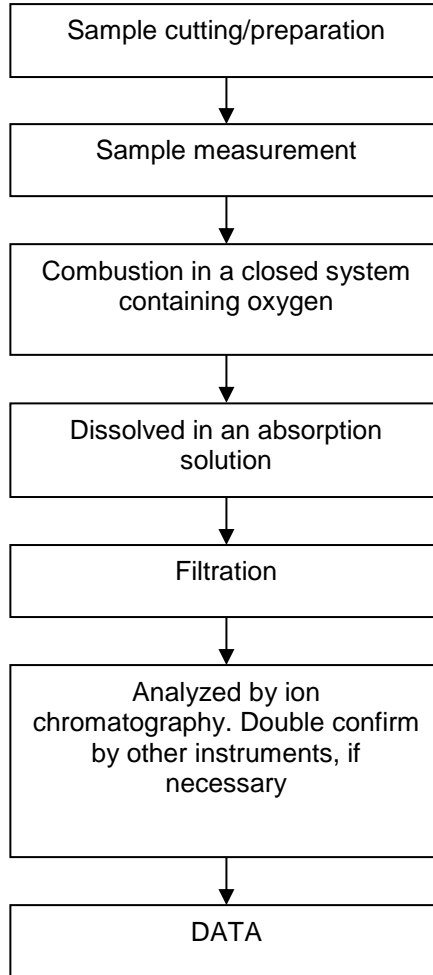 Sample cutting/preparation
Sample measurement
Combustion in a closed system
containing oxygen
Dissolved in an absorption
solution
Filtration
Analyzed by ion
chromatography. Double confirm
by other instruments, if
necessary
DATA